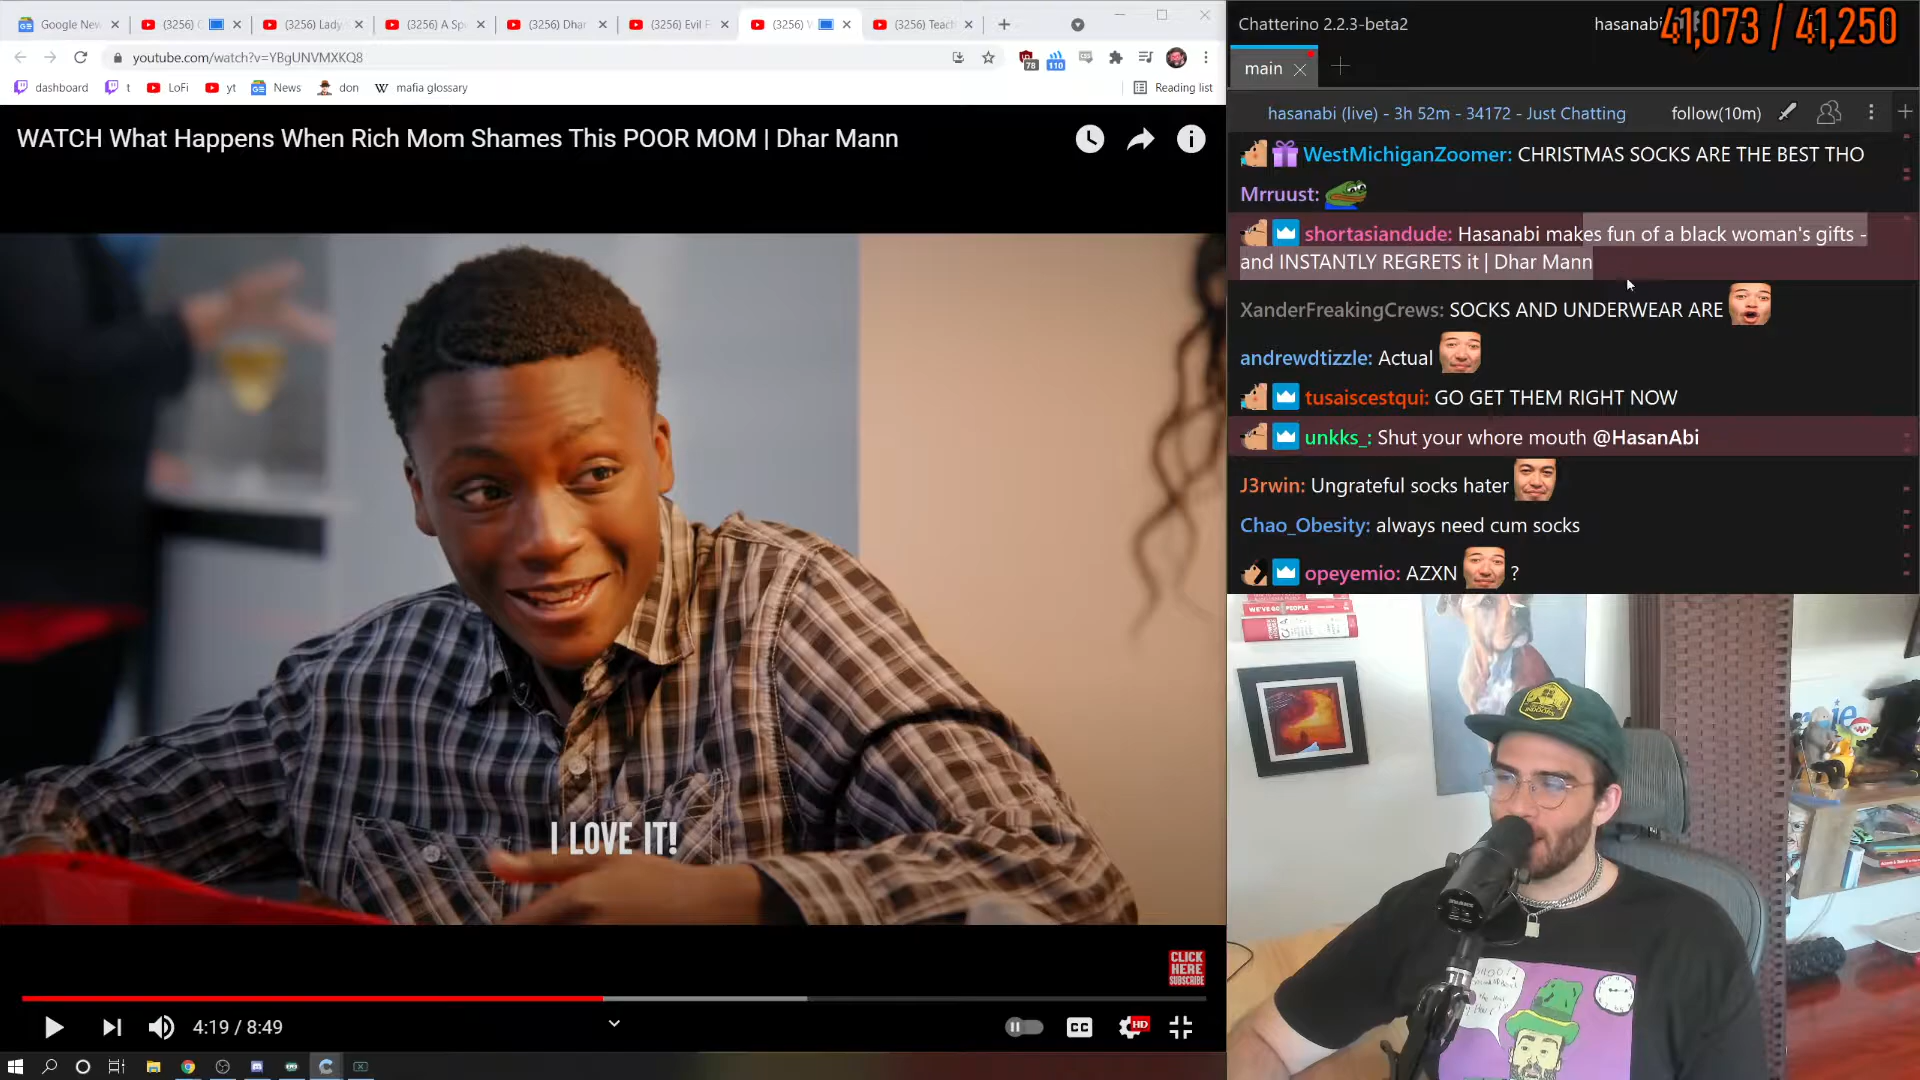 Google New
(3256) C
(3256) Lady
(3256) A Sp
(3256) Dhar
(3256) Evil F
(3256) W
(3256) Teach
youtube.com/watch?v=YBgUNVMXKQ8
78
110
dashboard
t
LoFi
yt
News
don
W mafia glossary
Reading list
WATCH What Happens When Rich Mom Shames This POOR MOM | Dhar Mann
I LOVE IT!
CLICK
HERE
SUBSCRIBE
4:19 / 8:49
CC
HD
Chatterino 2.2.3-beta2
hasanabi
41,073 / 41,250
main
hasanabi (live) - 3h 52m - 34172 - Just Chatting
follow(10m)
WestMichiganZoomer: CHRISTMAS SOCKS ARE THE BEST THO
Mrruust:
shortasiandude: Hasanabi makes fun of a black woman's gifts -
and INSTANTLY REGRETS it | Dhar Mann
XanderFreakingCrews: SOCKS AND UNDERWEAR ARE
andrewdtizzle: Actual
tusaiscestqui: GO GET THEM RIGHT NOW
unkks_: Shut your whore mouth @HasanAbi
J3rwin: Ungrateful socks hater
Chao_Obesity: always need cum socks
opeyemio: AZXN ?